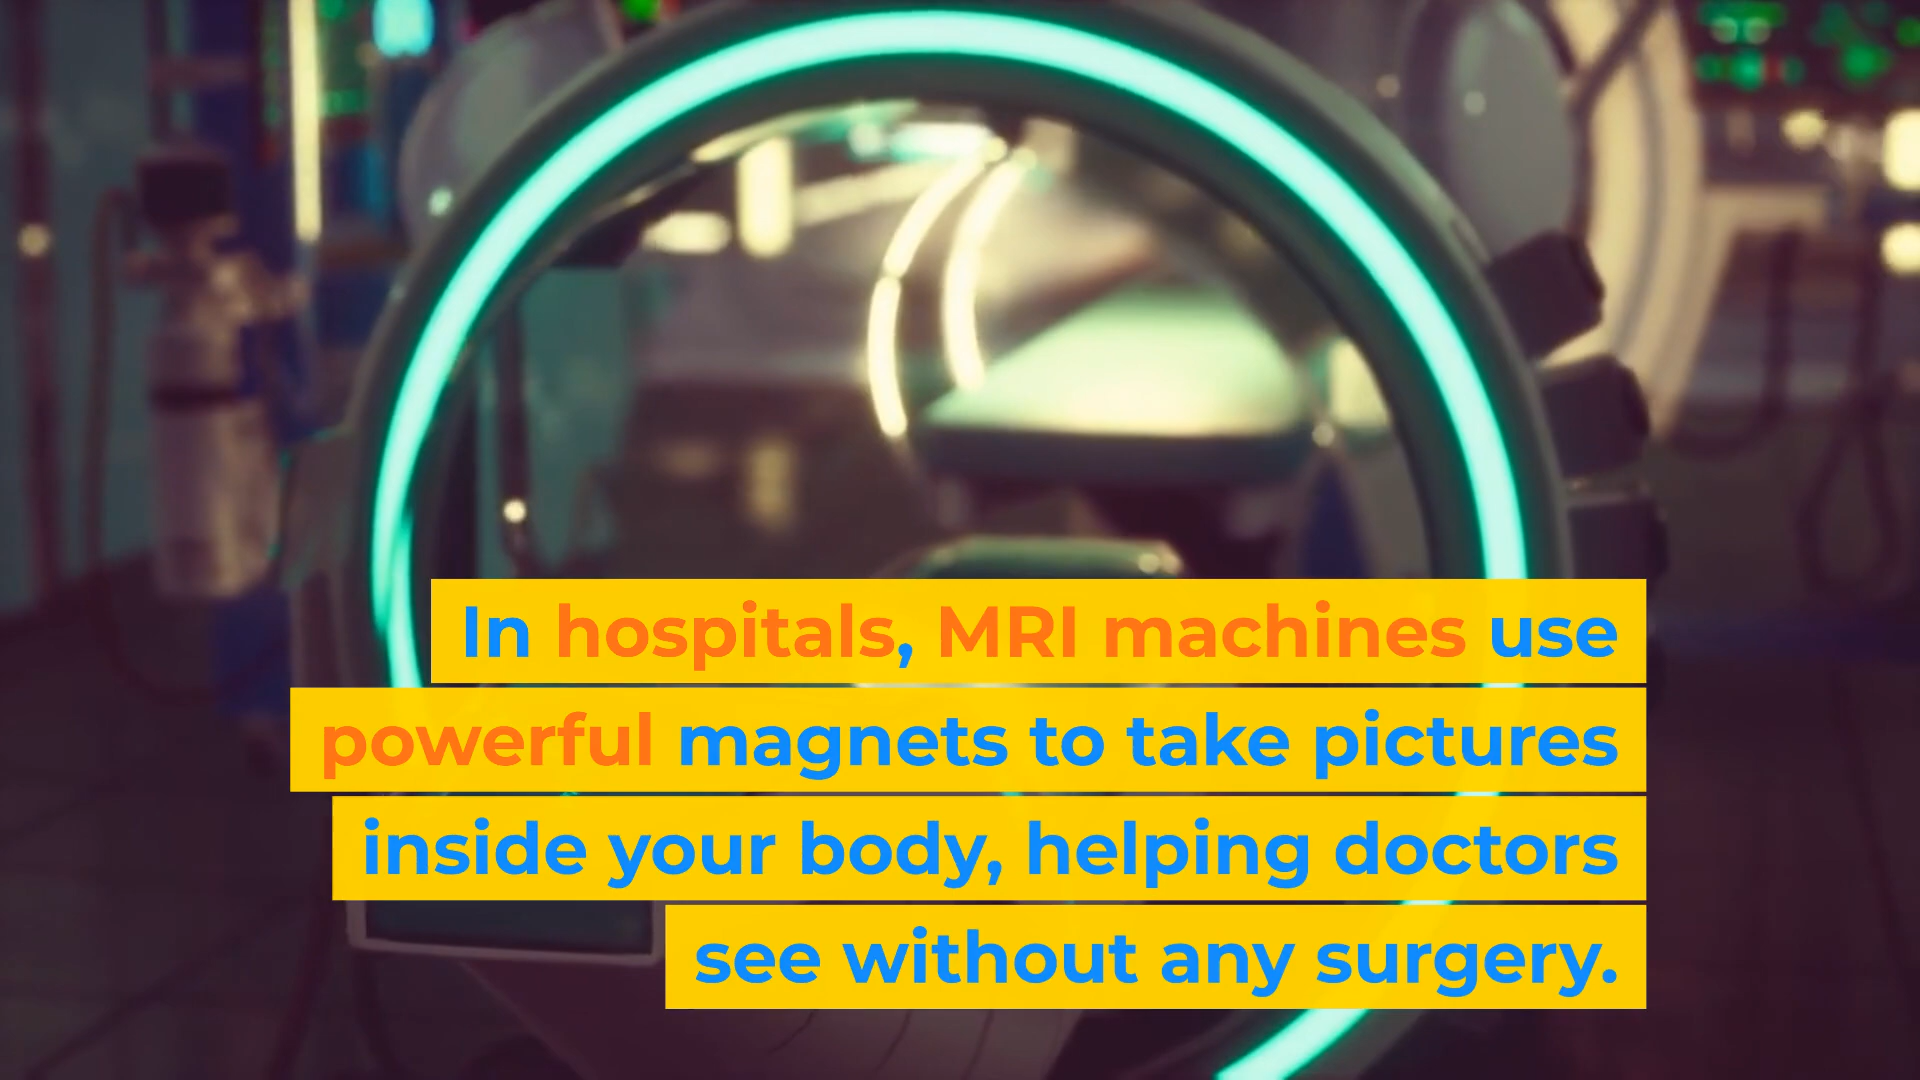 In hospitals, MRI machines use
powerful magnets to take pictures
inside your body, helping doctors
see without any surgery.